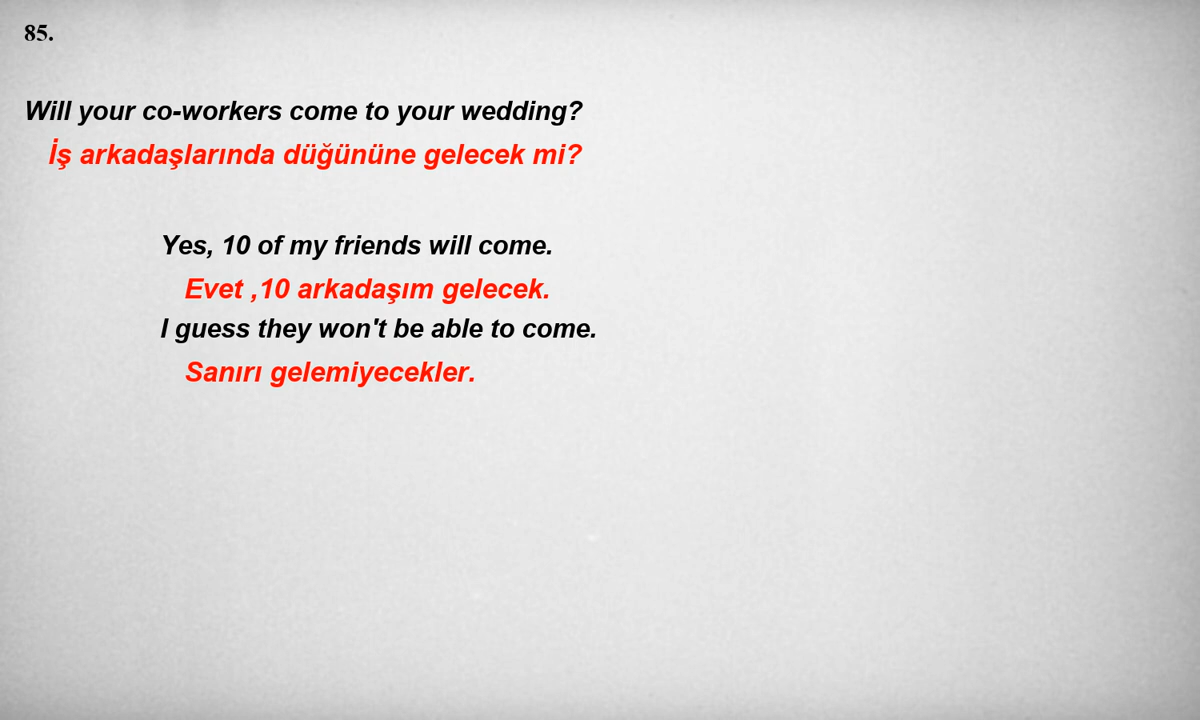 85.
Will your co-workers come to your wedding?
İş arkadaşlarında düğününe gelecek mi?
Yes, 10 of my friends will come.
Evet ,10 arkadaşım gelecek.
I guess they won't be able to come.
Sanırı gelemiyecekler.